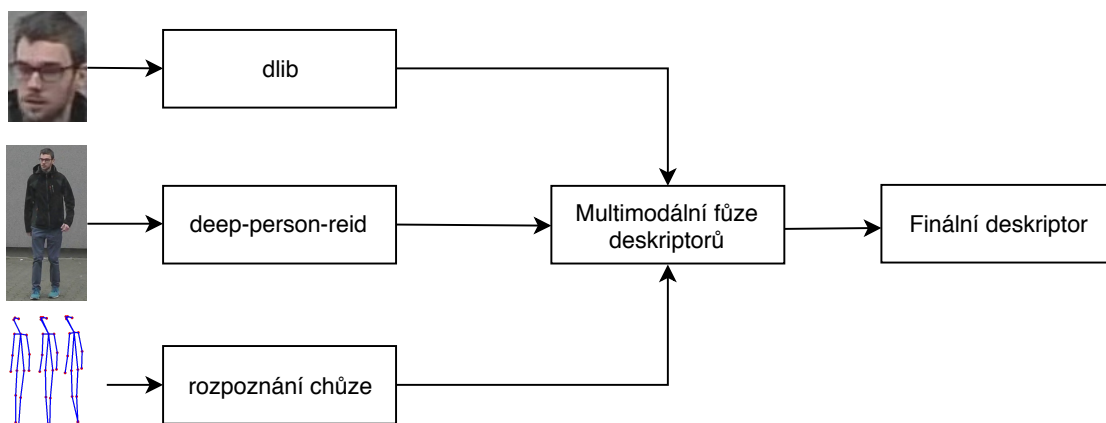 dlib
deep-person-reid
Multimodální fůze
deskriptorů
Finální deskriptor
rozpoznání chůze